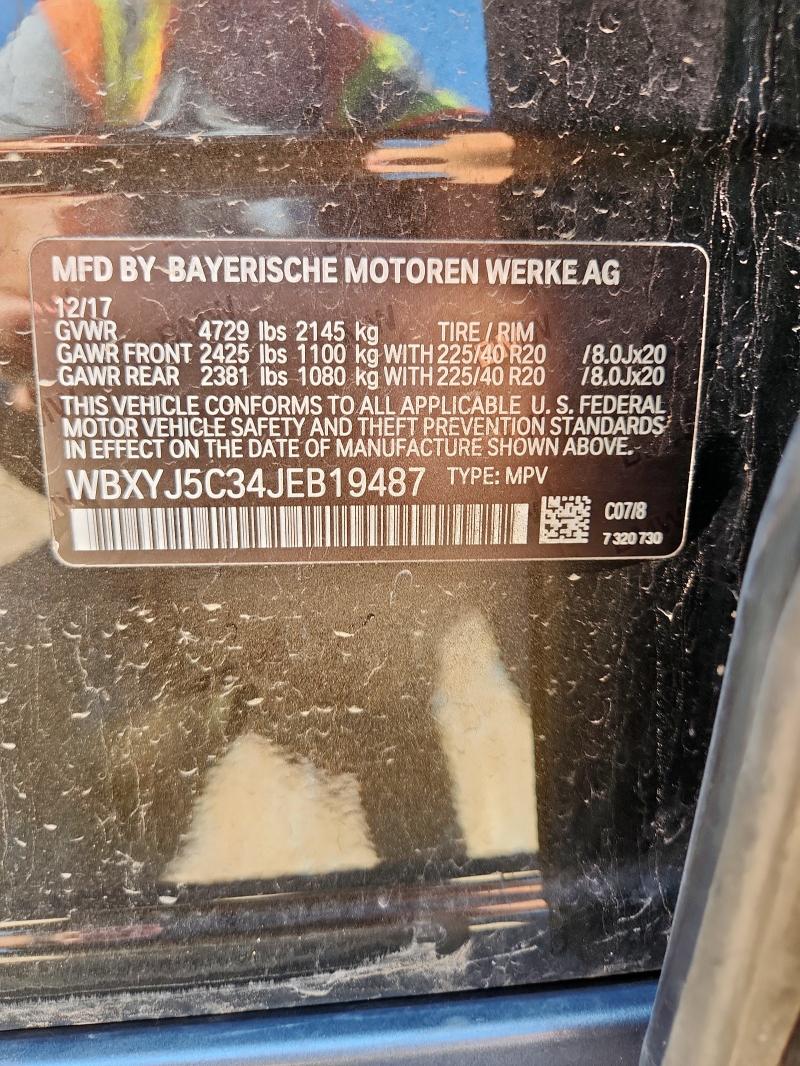 MFD BY BAYERISCHE MOTOREN WERKE AG
12/17
GVWR 4729 lbs 2145 kg TIRE / RIM
GAWR FRONT 2425 lbs 1100 kg WITH 225/40 R20 /8.0Jx20
GAWR REAR 2381 lbs 1080 kg WITH 225/40 R20 /8.0Jx20
THIS VEHICLE CONFORMS TO ALL APPLICABLE U. S. FEDERAL
MOTOR VEHICLE SAFETY AND THEFT PREVENTION STANDARDS
IN EFFECT ON THE DATE OF MANUFACTURE SHOWN ABOVE.
WBXYJ5C34JEB19487 TYPE: MPV
C07/8
7 320 730